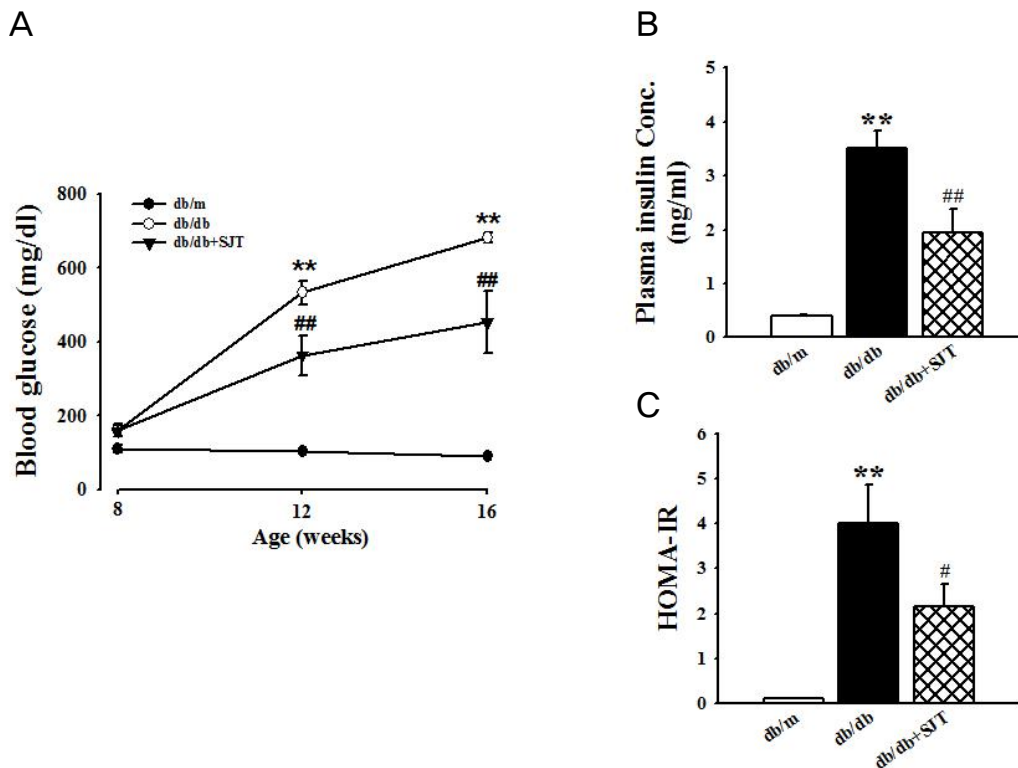 A
800
600
400
200
0
Blood glucose (mg/dl)
db/m
db/db
db/db+SJT
**
**
##
##
8
12
16
Age (weeks)
B
5
4
3
2
1
0
Plasma insulin Conc.
(ng/ml)
**
##
db/m
db/db
db/db+SJT
C
6
5
4
3
2
1
0
HOMA-IR
**
#
db/m
db/db
db/db+SJT